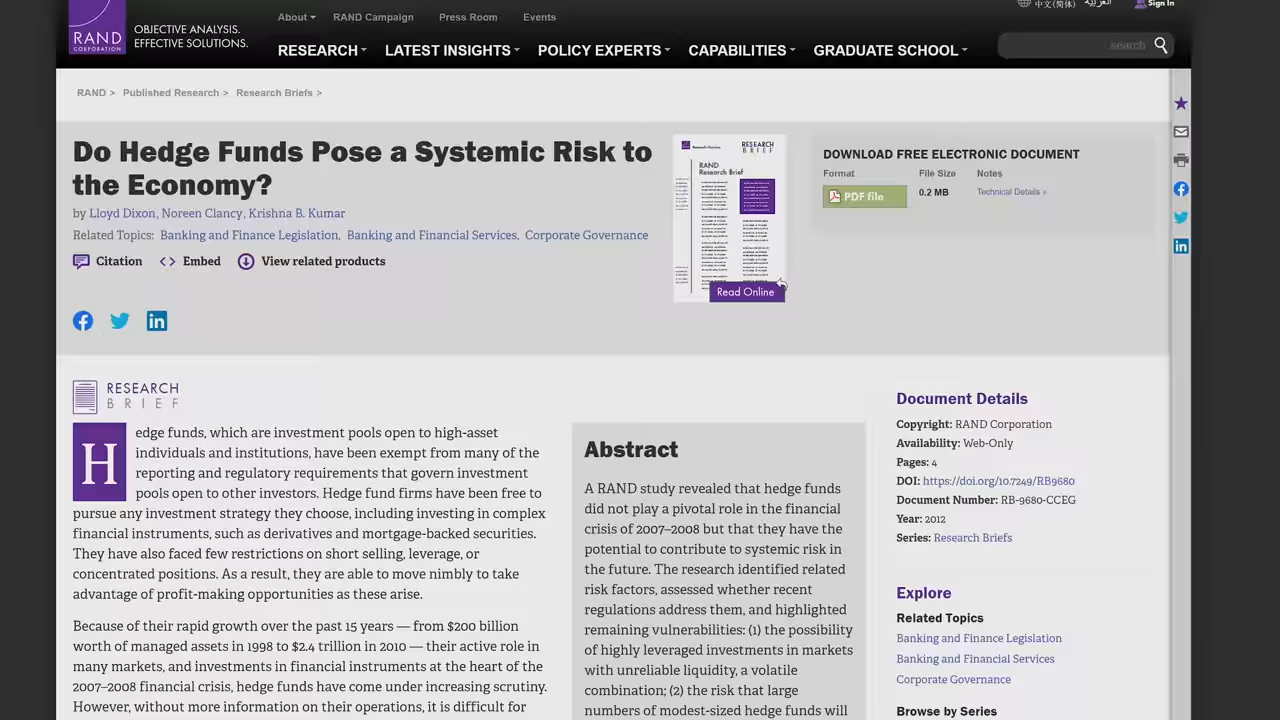 About
RAND Campaign
Press Room
Events
中文(简体)
العربية
Sign In
RAND
CORPORATION
OBJECTIVE ANALYSIS.
EFFECTIVE SOLUTIONS.
RESEARCH
LATEST INSIGHTS
POLICY EXPERTS
CAPABILITIES
GRADUATE SCHOOL
search
RAND > Published Research > Research Briefs >
Do Hedge Funds Pose a Systemic Risk to
the Economy?
by Lloyd Dixon, Noreen Clancy, Krishna B. Kumar
Related Topics: Banking and Finance Legislation, Banking and Financial Services, Corporate Governance
Citation
Embed
View related products
RESEARCH
BRIEF
RAND
Research Brief
Read Online
DOWNLOAD FREE ELECTRONIC DOCUMENT
Format
File Size
Notes
PDF file
0.2 MB
Technical Details »
RESEARCH
BRIEF
Hedge funds, which are investment pools open to high-asset
individuals and institutions, have been exempt from many of the
reporting and regulatory requirements that govern investment
pools open to other investors. Hedge fund firms have been free to
pursue any investment strategy they choose, including investing in complex
financial instruments, such as derivatives and mortgage-backed securities.
They have also faced few restrictions on short selling, leverage, or
concentrated positions. As a result, they are able to move nimbly to take
advantage of profit-making opportunities as these arise.
Because of their rapid growth over the past 15 years — from $200 billion
worth of managed assets in 1998 to $2.4 trillion in 2010 — their active role in
many markets, and investments in financial instruments at the heart of the
2007–2008 financial crisis, hedge funds have come under increasing scrutiny.
However, without more information on their operations, it is difficult for
Abstract
A RAND study revealed that hedge funds
did not play a pivotal role in the financial
crisis of 2007–2008 but that they have the
potential to contribute to systemic risk in
the future. The research identified related
risk factors, assessed whether recent
regulations address them, and highlighted
remaining vulnerabilities: (1) the possibility
of highly leveraged investments in markets
with unreliable liquidity, a volatile
combination; (2) the risk that large
numbers of modest-sized hedge funds will
Document Details
Copyright: RAND Corporation
Availability: Web-Only
Pages: 4
DOI: https://doi.org/10.7249/RB9680
Document Number: RB-9680-CCEG
Year: 2012
Series: Research Briefs
Explore
Related Topics
Banking and Finance Legislation
Banking and Financial Services
Corporate Governance
Browse by Series